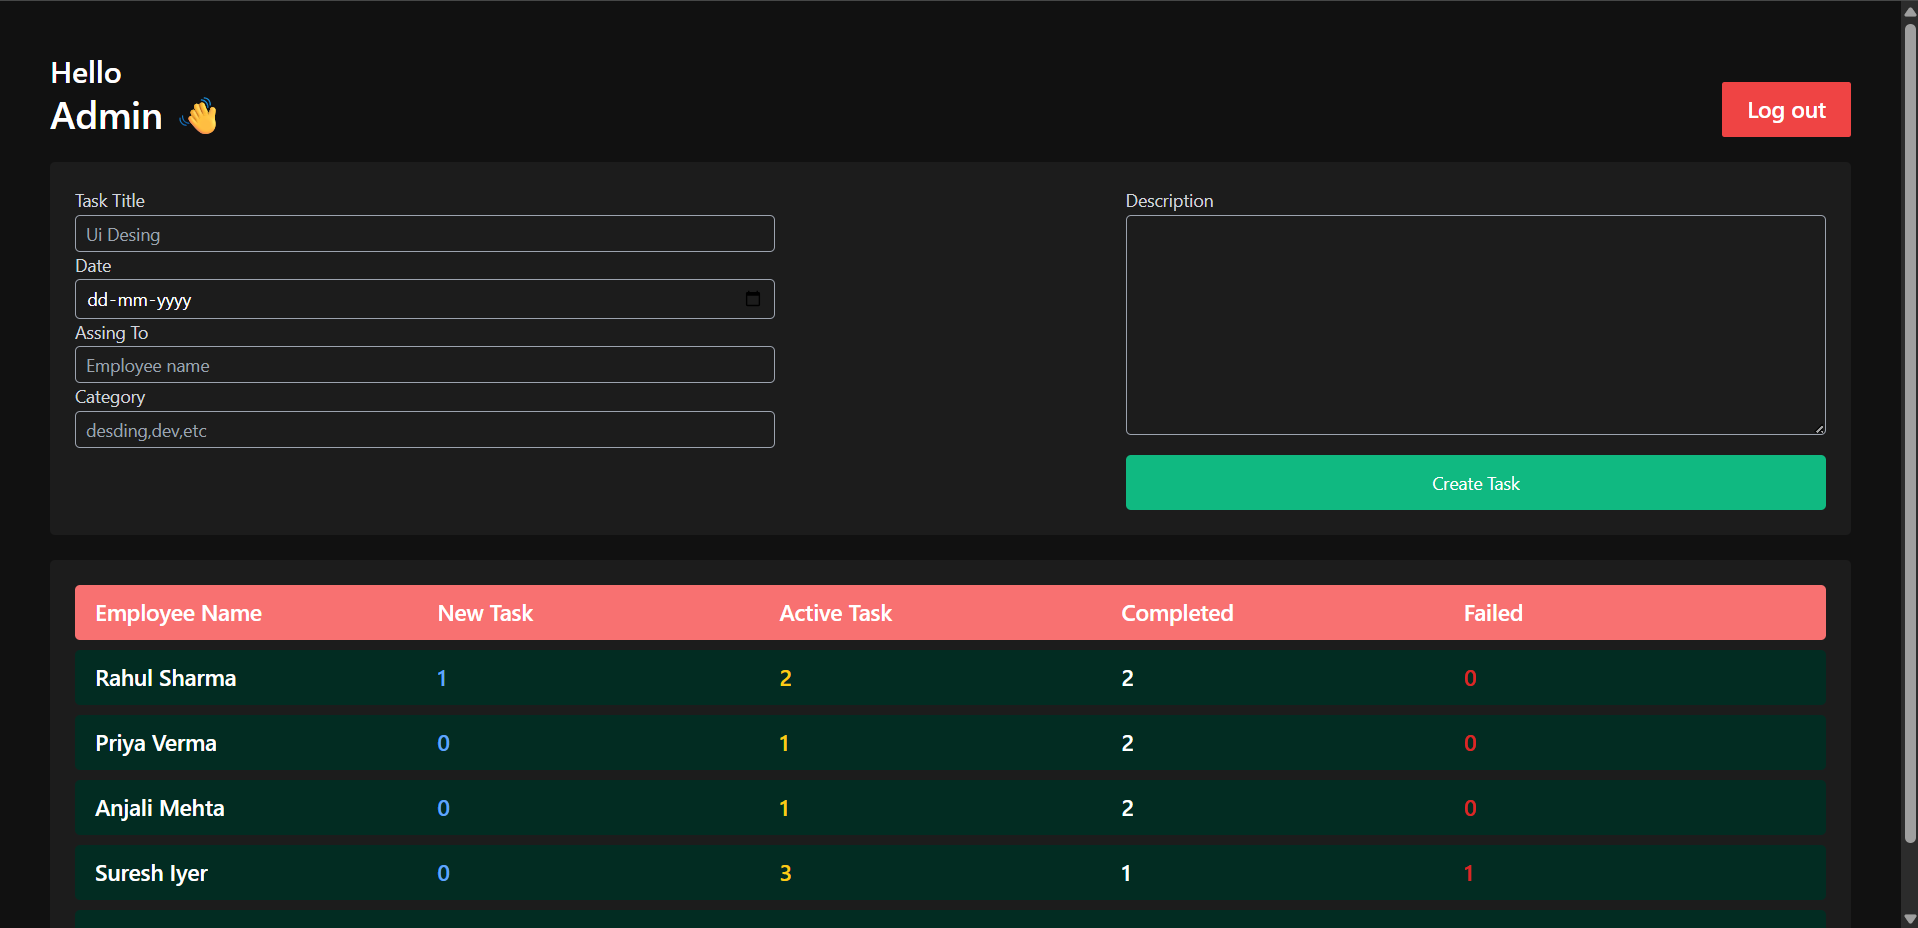 Hello
Admin 👋
Log out
Task Title
Ui Desing
Date
dd-mm-yyyy
Assing To
Employee name
Category
desding,dev,etc
Description
Create Task
Employee Name New Task Active Task Completed Failed
Rahul Sharma 1 2 2 0
Priya Verma 0 1 2 0
Anjali Mehta 0 1 2 0
Suresh Iyer 0 3 1 1